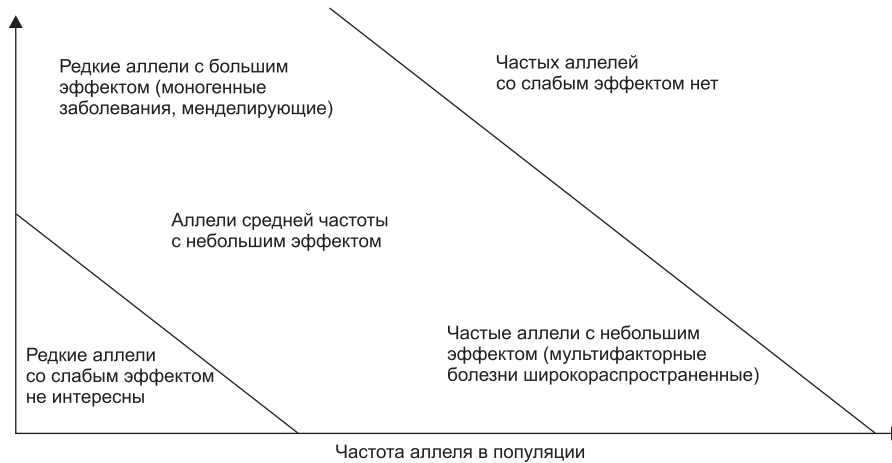 Редкие аллели с большим
эффектом (моногенные
заболевания, менделирующие)
Частых аллелей
со слабым эффектом нет
Аллели средней частоты
с небольшим эффектом
Частые аллели с небольшим
эффектом (мультифакторные
болезни широкораспространенные)
Редкие аллели
со слабым эффектом
не интересны
Частота аллеля в популяции